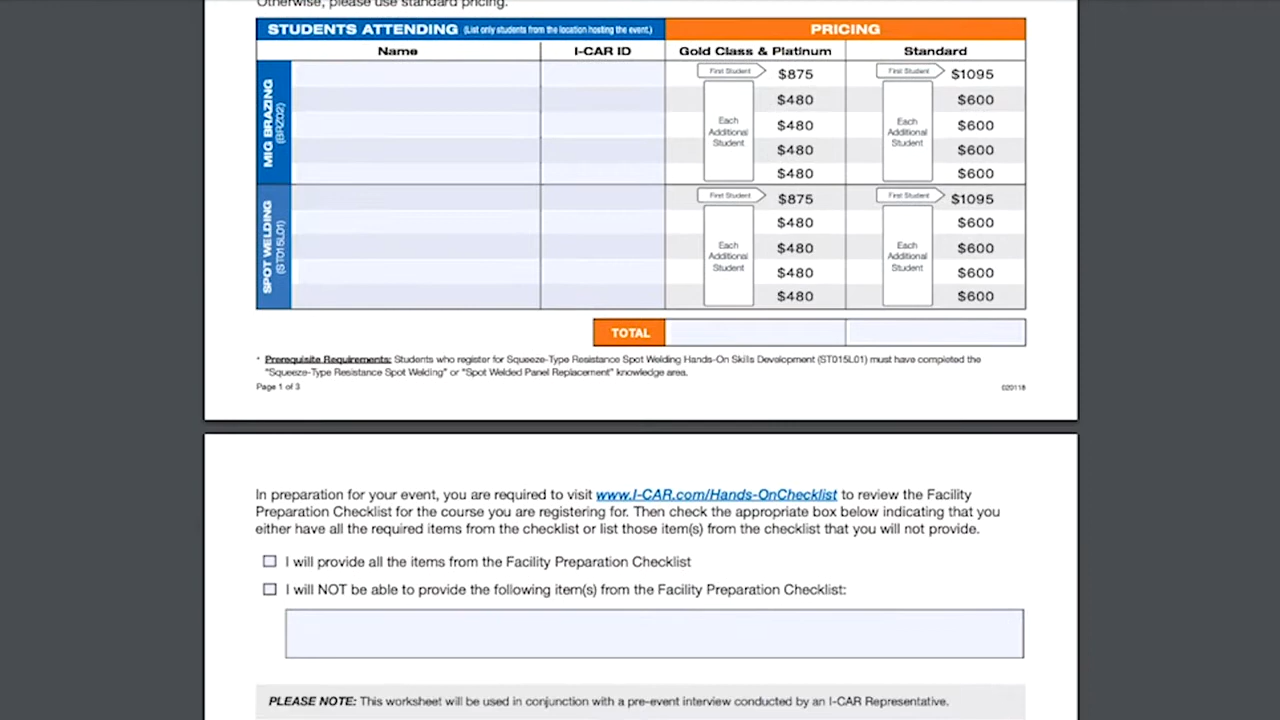 Otherwise, please use standard pricing.
STUDENTS ATTENDING (List only students from the location hosting the event.) PRICING
Name I-CAR ID Gold Class & Platinum Standard
MIG BRAZING
(BRZ02)
First Student $875 First Student $1095
Each
Additional
Student
$480
$480
$480
$480
Each
Additional
Student
$600
$600
$600
$600
SPOT WELDING
(ST015L01)
First Student $875 First Student $1095
Each
Additional
Student
$480
$480
$480
$480
Each
Additional
Student
$600
$600
$600
$600
TOTAL
* Prerequisite Requirements: Students who register for Squeeze-Type Resistance Spot Welding Hands-On Skills Development (ST015L01) must have completed the
"Squeeze-Type Resistance Spot Welding" or "Spot Welded Panel Replacement" knowledge area.
Page 1 of 3 020118
In preparation for your event, you are required to visit www.I-CAR.com/Hands-OnChecklist to review the Facility
Preparation Checklist for the course you are registering for. Then check the appropriate box below indicating that you
either have all the required items from the checklist or list those item(s) from the checklist that you will not provide.
I will provide all the items from the Facility Preparation Checklist
I will NOT be able to provide the following item(s) from the Facility Preparation Checklist:
PLEASE NOTE: This worksheet will be used in conjunction with a pre-event interview conducted by an I-CAR Representative.